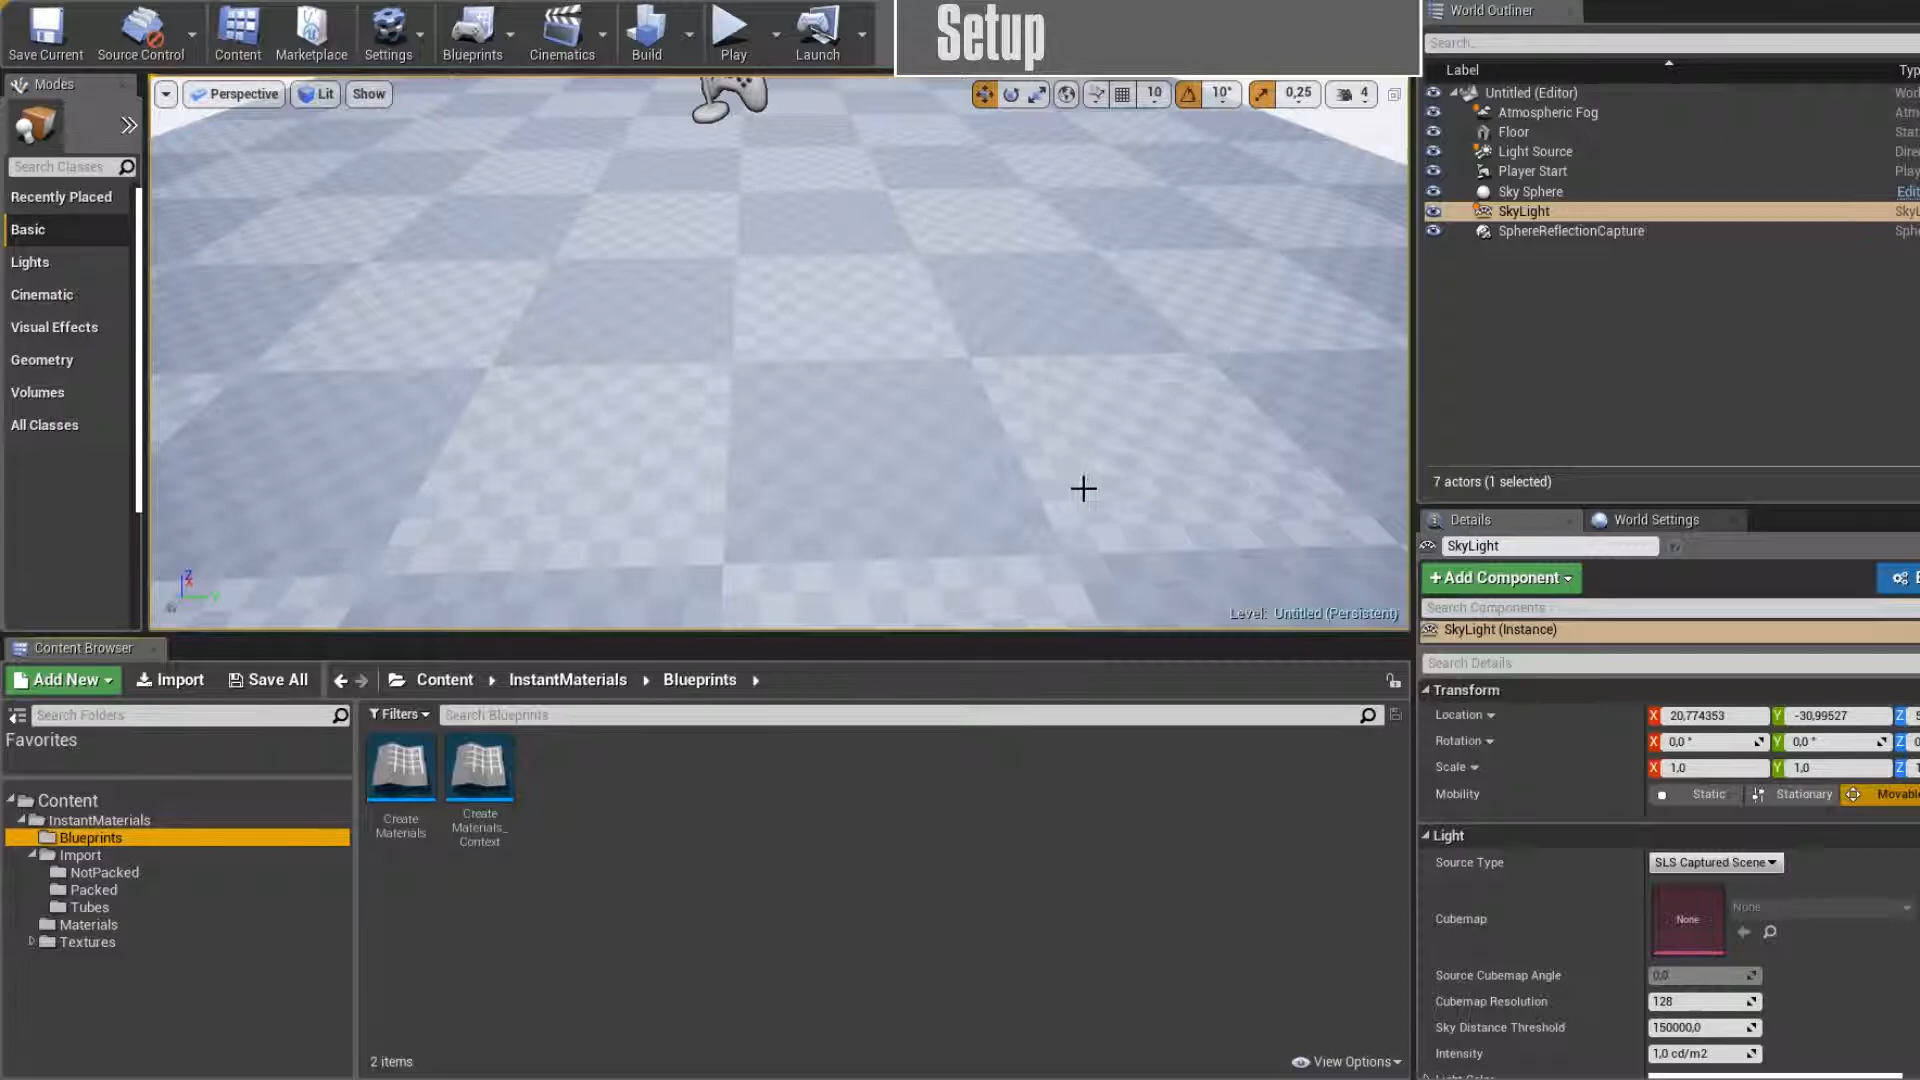 Setup
Save Current
Source Control
Content
Marketplace
Settings
Blueprints
Cinematics
Build
Play
Launch
World Outliner
Search...
Label
Modes
Perspective
Lit
Show
10
10°
0,25
4
Untitled (Editor)
Atmospheric Fog
Floor
Light Source
Player Start
Sky Sphere
Edit
SkyLight
SphereReflectionCapture
Search Classes
Recently Placed
Basic
Lights
Cinematic
Visual Effects
Geometry
Volumes
All Classes
Level: Untitled (Persistent)
7 actors (1 selected)
Details
World Settings
SkyLight
+Add Component
Search Components
SkyLight (Instance)
Search Details
Transform
Location
X 20,774353
Y -30,99527
Z
Rotation
X 0,0 °
Y 0,0 °
Z
Scale
X 1,0
Y 1,0
Z
Mobility
Static
Stationary
Light
Source Type
SLS Captured Scene
Cubemap
None
None
Source Cubemap Angle
0,0
Cubemap Resolution
128
Sky Distance Threshold
150000,0
Intensity
1,0 cd/m2
Content Browser
Add New
Import
Save All
Content
InstantMaterials
Blueprints
Search Folders
Filters
Search Blueprints
Favorites
Content
InstantMaterials
Blueprints
Import
NotPacked
Packed
Tubes
Materials
Textures
Create
Materials
Create
Materials_
Context
2 items
View Options